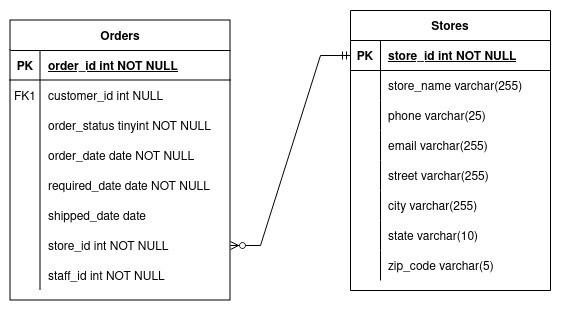 Orders
PK order_id int NOT NULL
FK1 customer_id int NULL
order_status tinyint NOT NULL
order_date date NOT NULL
required_date date NOT NULL
shipped_date date
store_id int NOT NULL
staff_id int NOT NULL
Stores
PK store_id int NOT NULL
store_name varchar(255)
phone varchar(25)
email varchar(255)
street varchar(255)
city varchar(255)
state varchar(10)
zip_code varchar(5)